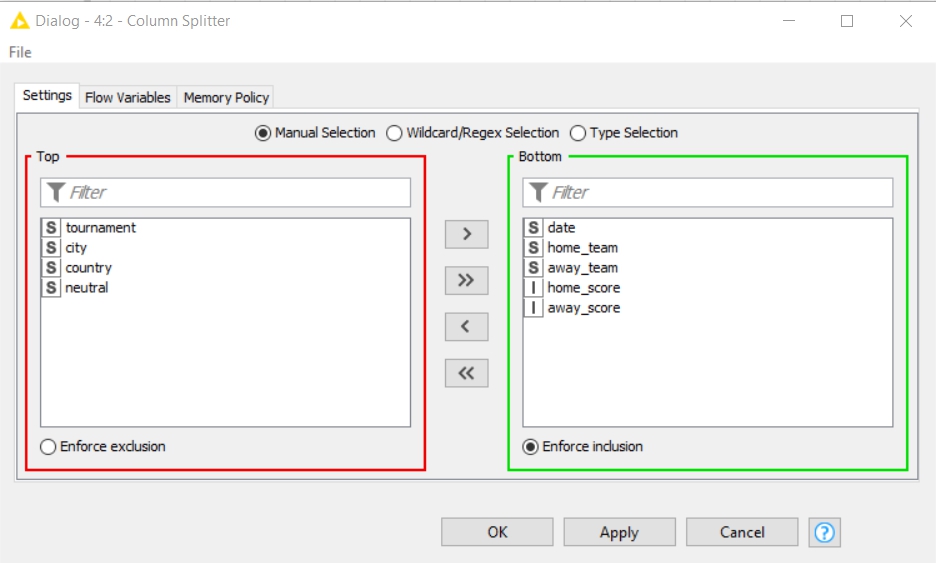 Dialog - 4:2 - Column Splitter
File
Settings Flow Variables Memory Policy
Manual Selection Wildcard/Regex Selection Type Selection
Top
Filter
S tournament
S city
S country
S neutral
Enforce exclusion
>
>>
<
<<
Bottom
Filter
S date
S home_team
S away_team
I home_score
I away_score
Enforce inclusion
OK Apply Cancel ?